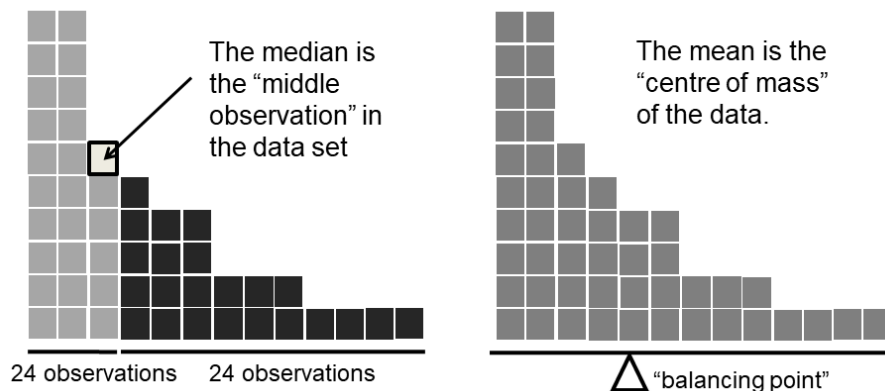 The median is
the “middle
observation” in
the data set
24 observations
24 observations
The mean is the
“centre of mass”
of the data.
“balancing point”